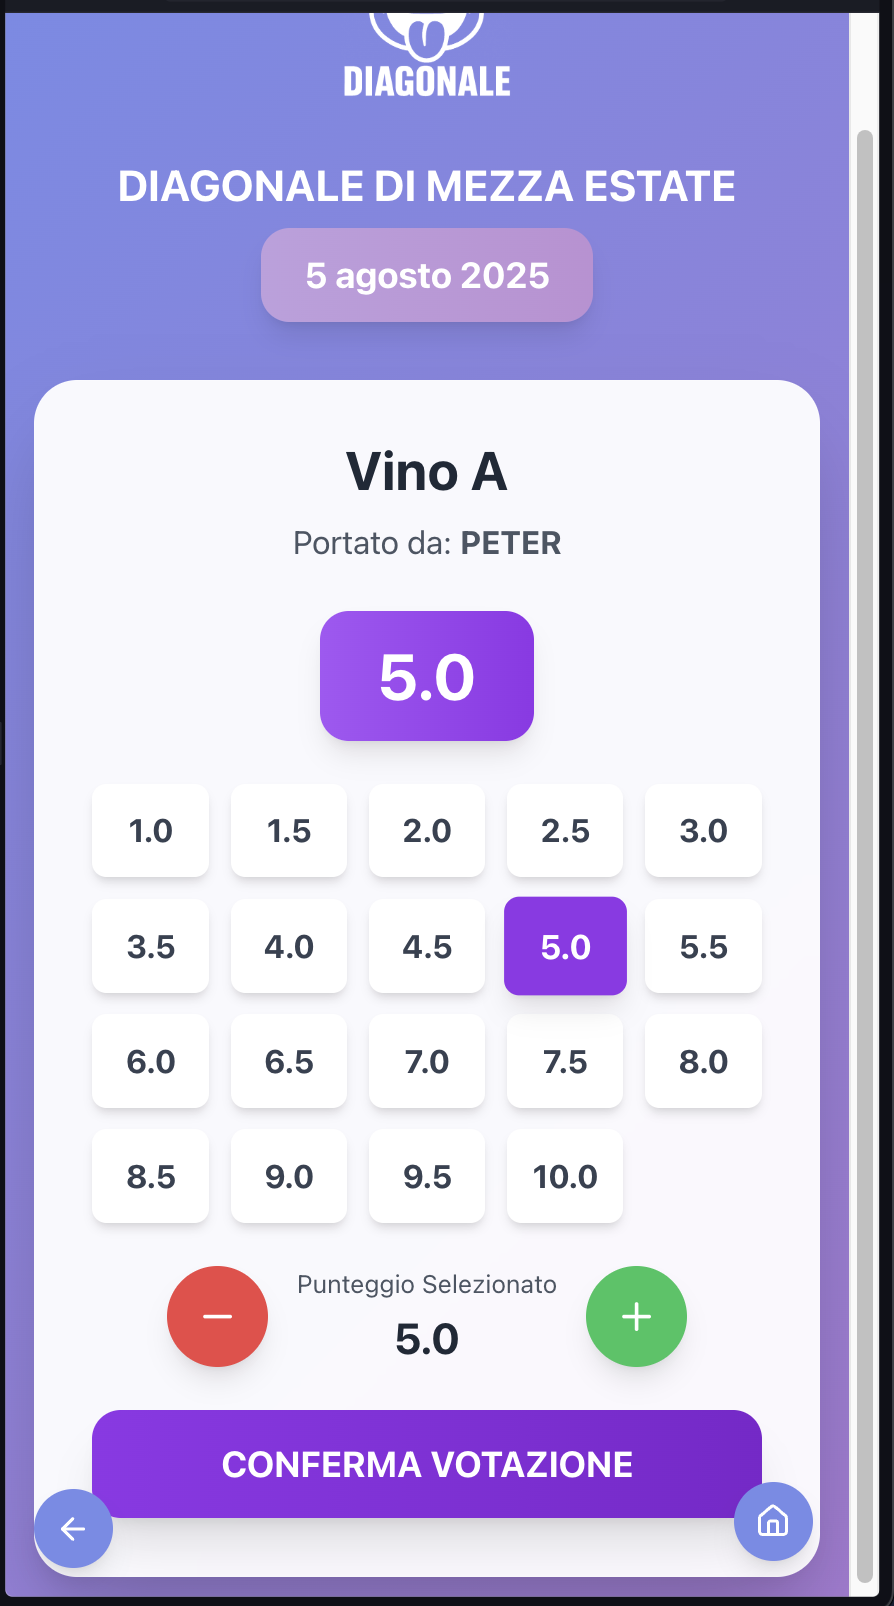 DIAGONALE
DIAGONALE DI MEZZA ESTATE
5 agosto 2025
Vino A
Portato da: PETER
5.0
1.0 1.5 2.0 2.5 3.0
3.5 4.0 4.5 5.0 5.5
6.0 6.5 7.0 7.5 8.0
8.5 9.0 9.5 10.0
Punteggio Selezionato
5.0
CONFERMA VOTAZIONE